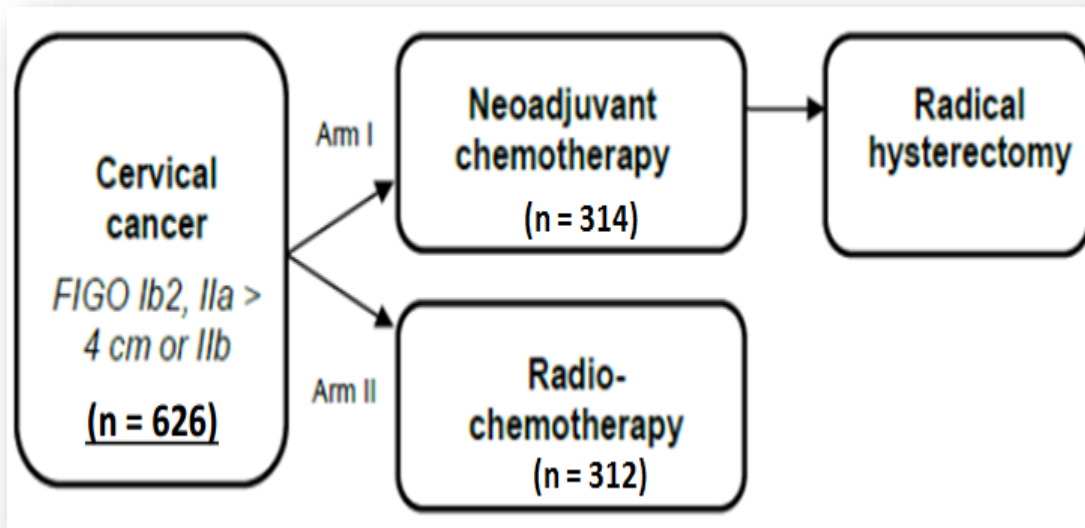 Cervical
cancer
FIGO Ib2, IIa >
4 cm or IIb
(n = 626)
Arm I
Neoadjuvant
chemotherapy
(n = 314)
Radical
hysterectomy
Arm II
Radio-
chemotherapy
(n = 312)